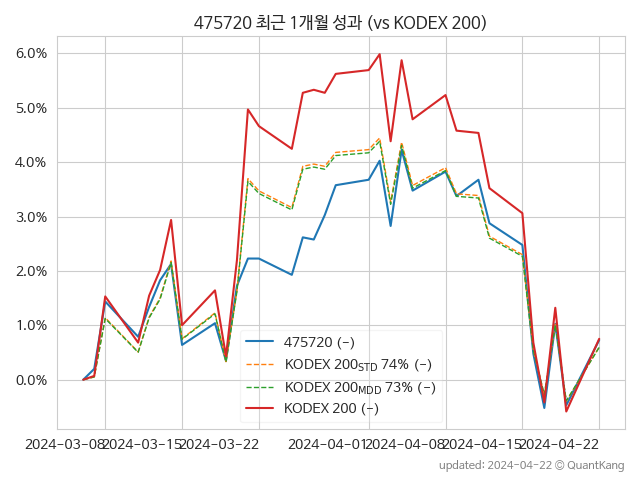 475720 최근 1개월 성과 (vs KODEX 200)
6.0%
5.0%
4.0%
3.0%
2.0%
1.0%
0.0%
475720 (-)
KODEX 200STD 74% (-)
KODEX 200MDD 73% (-)
KODEX 200 (-)
2024-03-08 2024-03-15 2024-03-22 2024-04-01 2024-04-08 2024-04-15 2024-04-22
updated: 2024-04-22 © QuantKang